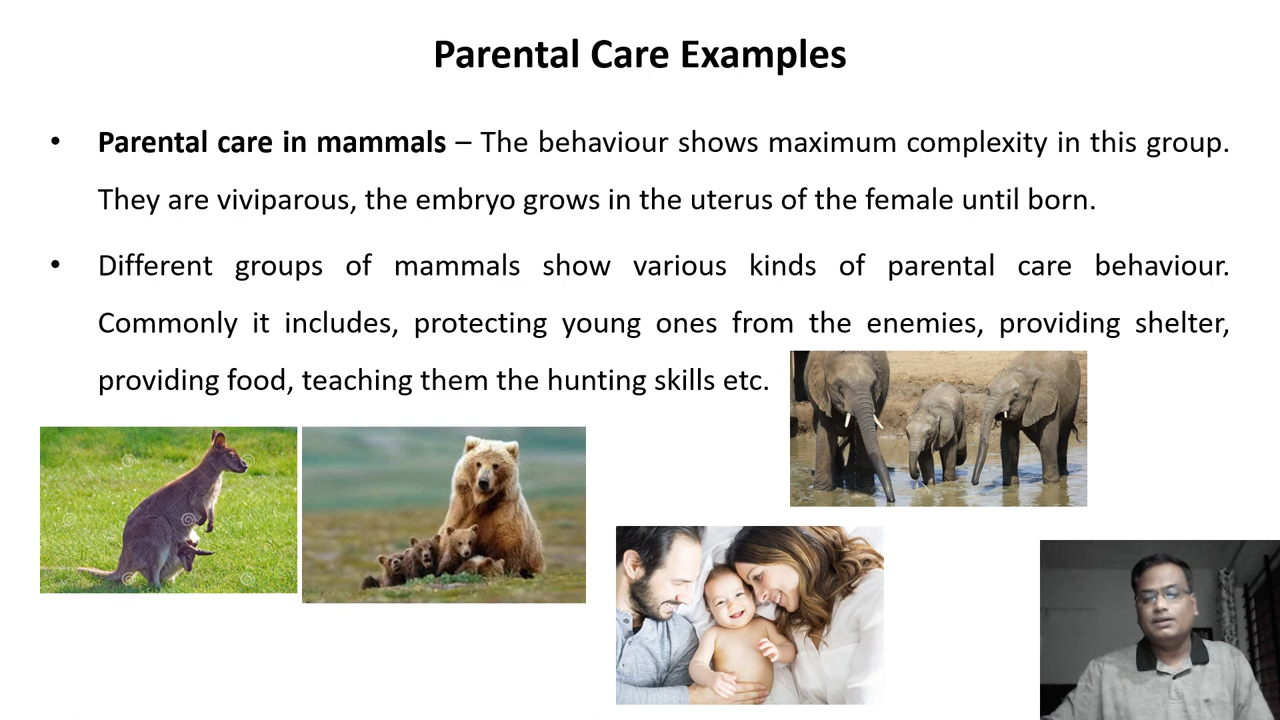 Parental Care Examples
• Parental care in mammals – The behaviour shows maximum complexity in this group.
They are viviparous, the embryo grows in the uterus of the female until born.
• Different groups of mammals show various kinds of parental care behaviour.
Commonly it includes, protecting young ones from the enemies, providing shelter,
providing food, teaching them the hunting skills etc.